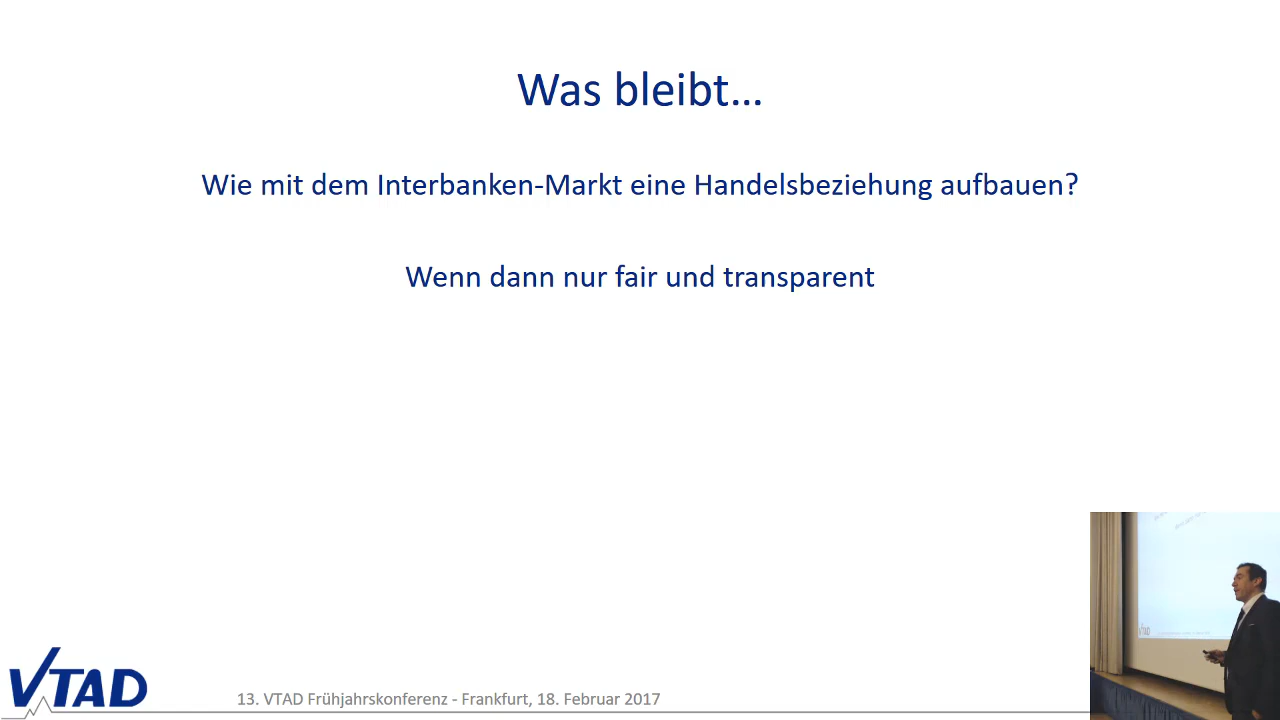 Was bleibt...
Wie mit dem Interbanken-Markt eine Handelsbeziehung aufbauen?
Wenn dann nur fair und transparent
VTAD
13. VTAD Frühjahrskonferenz - Frankfurt, 18. Februar 2017